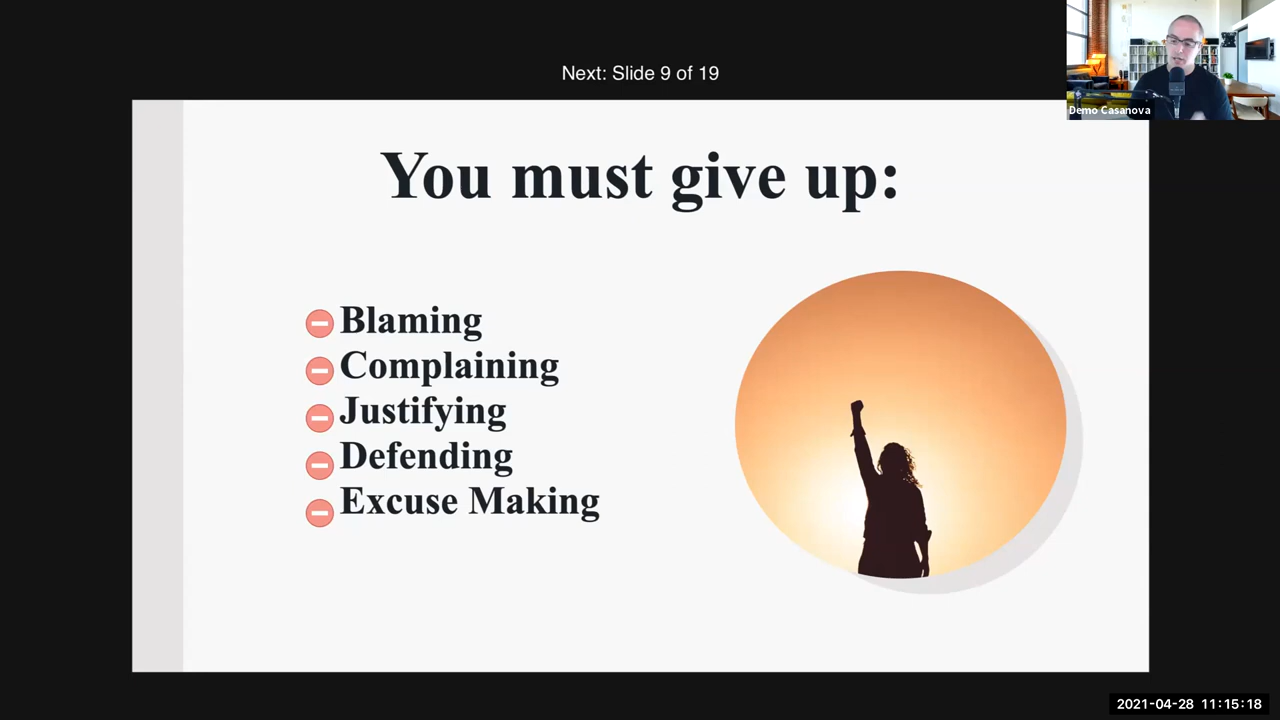 Next: Slide 9 of 19
Demo Casanova
You must give up:
Blaming
Complaining
Justifying
Defending
Excuse Making
2021-04-28 11:15:18